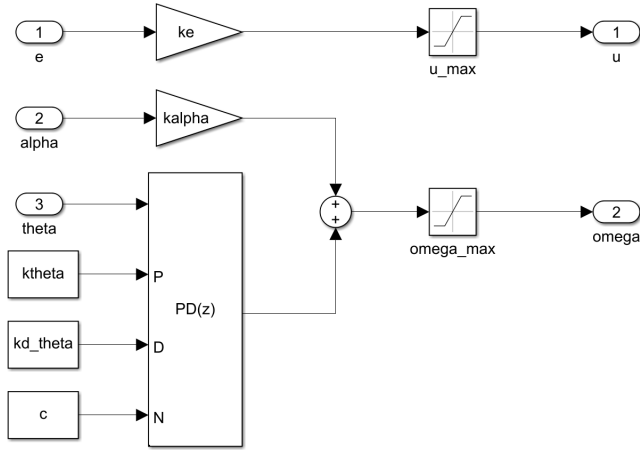 1
e
ke
u_max
1
u
2
alpha
kalpha
3
theta
+
+
omega_max
2
omega
ktheta
P
PD(z)
kd_theta
D
c
N